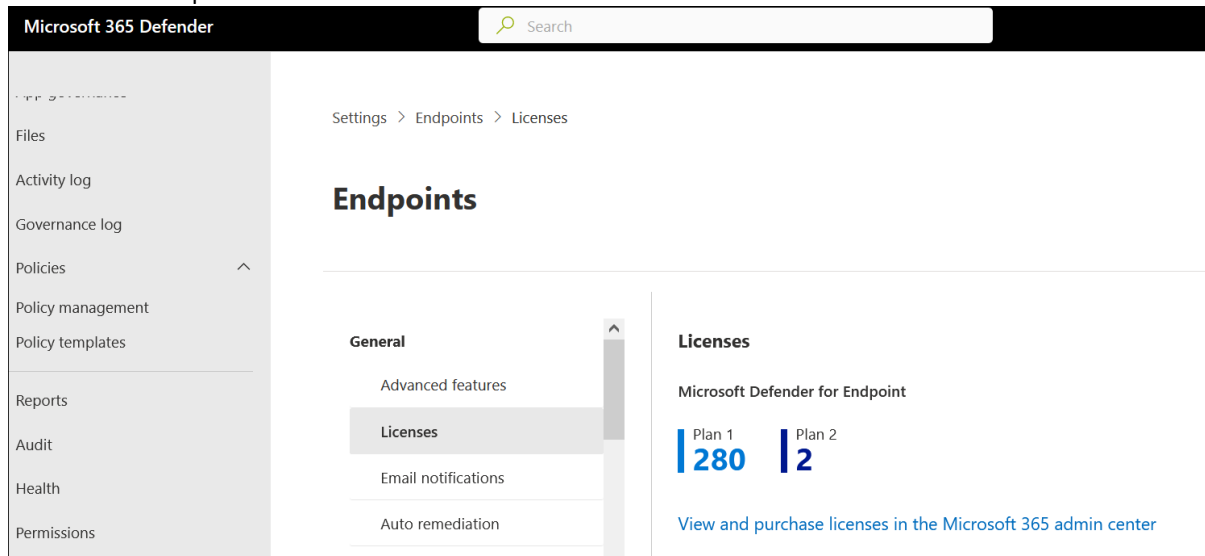 Microsoft 365 Defender
Search
Files
Activity log
Governance log
Policies
Policy management
Policy templates
Reports
Audit
Health
Permissions
Settings > Endpoints > Licenses
Endpoints
General
Advanced features
Licenses
Email notifications
Auto remediation
Licenses
Microsoft Defender for Endpoint
Plan 1 Plan 2
280 2
View and purchase licenses in the Microsoft 365 admin center